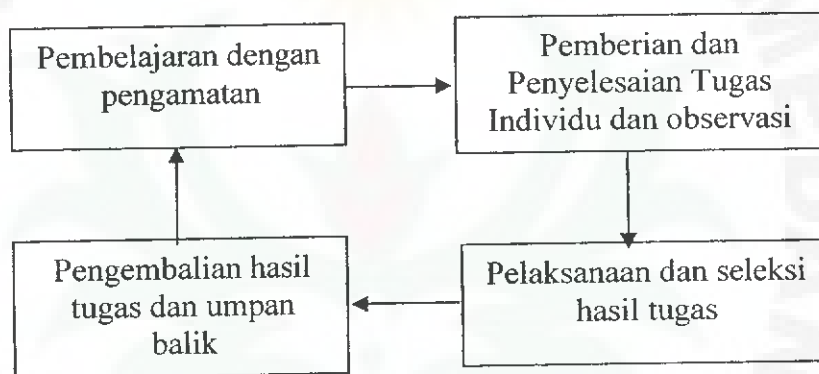 Pembelajaran dengan
pengamatan
Pemberian dan
Penyelesaian Tugas
Individu dan observasi
Pelaksanaan dan seleksi
hasil tugas
Pengembalian hasil
tugas dan umpan
balik